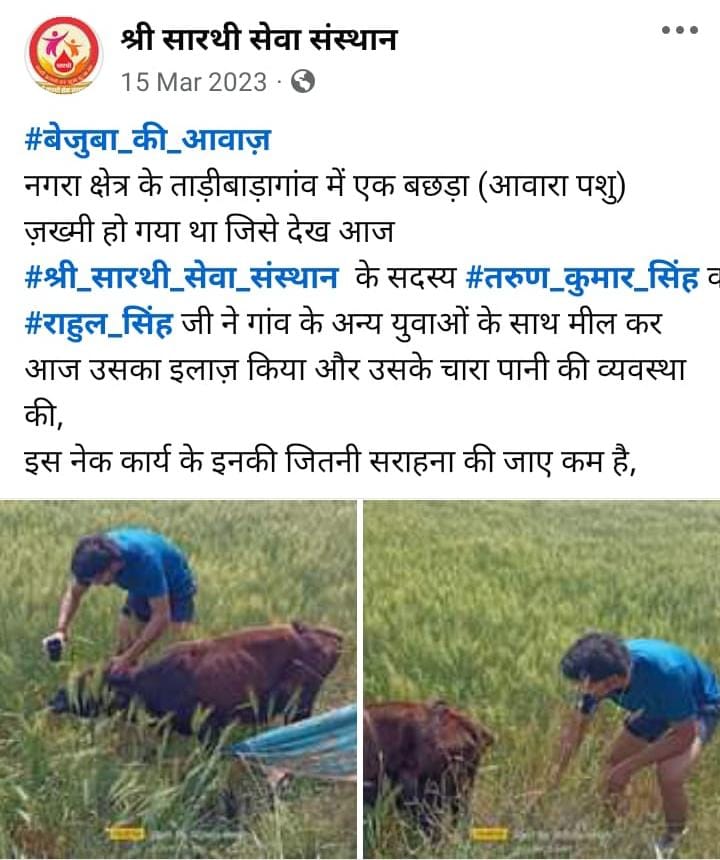 श्री सारथी सेवा संस्थान
15 Mar 2023
#बेजुबा_की_आवाज़
नगरा क्षेत्र के ताड़ीबाड़ागांव में एक बछड़ा (आवारा पशु)
ज़ख्मी हो गया था जिसे देख आज
#श्री_सारथी_सेवा_संस्थान के सदस्य #तरुण_कुमार_सिंह
#राहुल_सिंह जी ने गांव के अन्य युवाओं के साथ मील कर
आज उसका इलाज़ किया और उसके चारा पानी की व्यवस्था
की,
इस नेक कार्य के इनकी जितनी सराहना की जाए कम है,